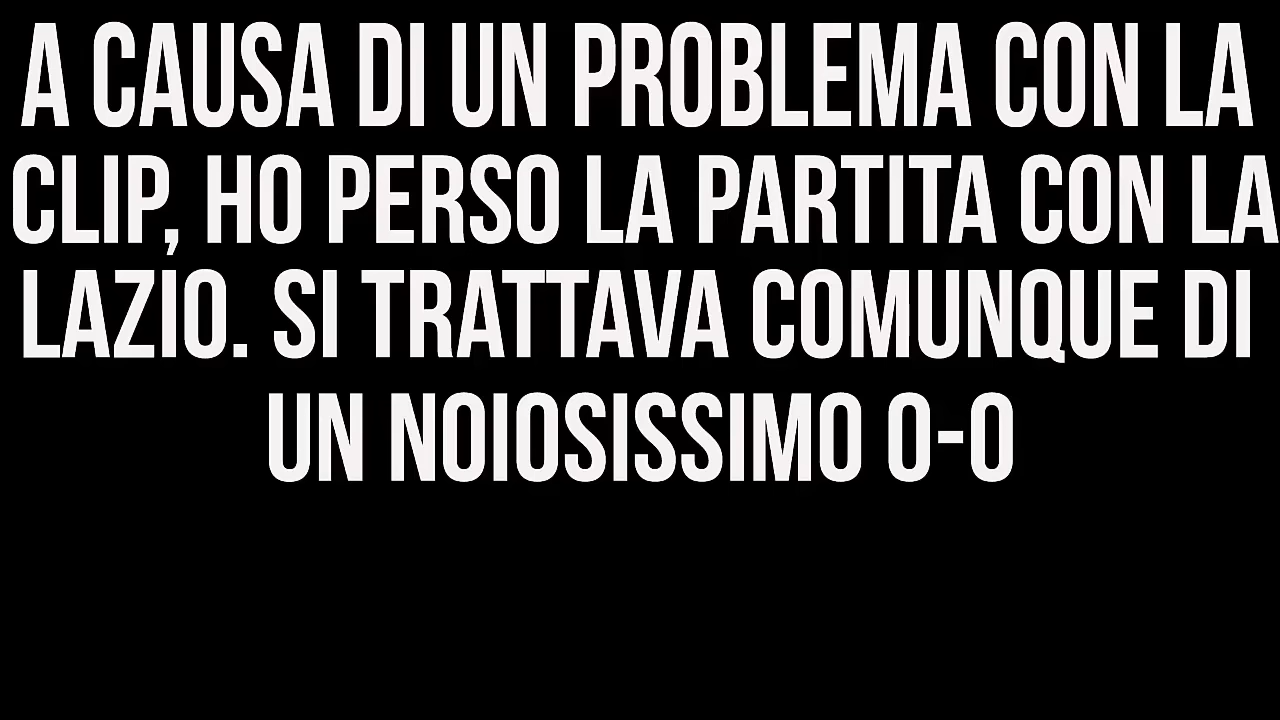 A CAUSA DI UN PROBLEMA CON LA
CLIP, HO PERSO LA PARTITA CON LA
LAZIO. SI TRATTAVA COMUNQUE DI
UN NOIOSISSIMO 0-0